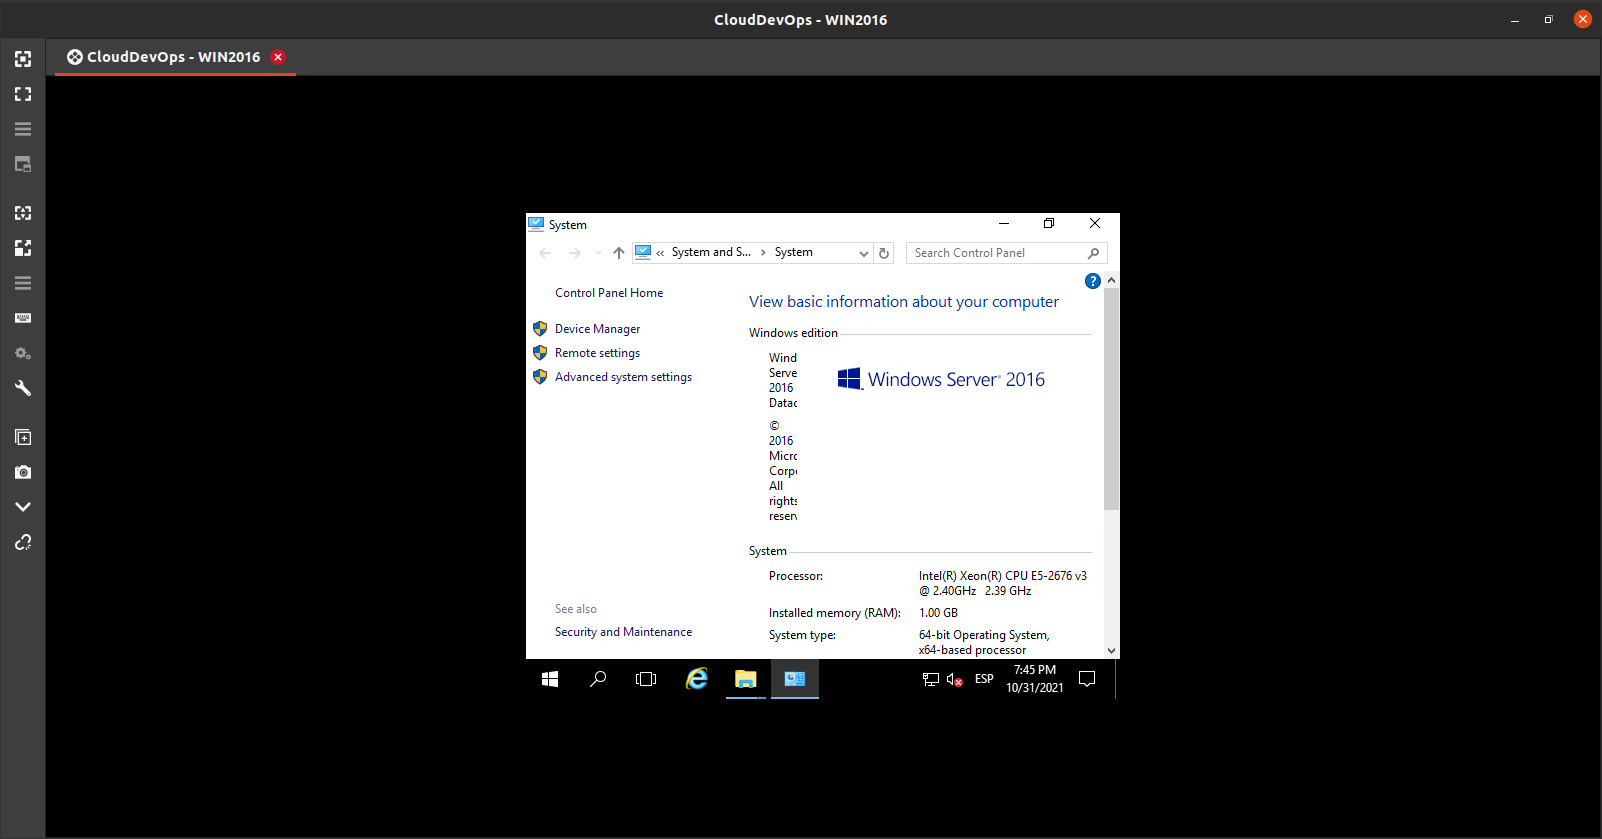 CloudDevOps - WIN2016
CloudDevOps - WIN2016
System
« System and S... › System
Search Control Panel
?
Control Panel Home
Device Manager
Remote settings
Advanced system settings
See also
Security and Maintenance
View basic information about your computer
Windows edition
Wind
Serve
2016
Datac
©
2016
Micro
Corp
All
rights
reserv
Windows Server® 2016
System
Processor:
Intel(R) Xeon(R) CPU E5-2676 v3
@ 2.40GHz 2.39 GHz
Installed memory (RAM): 1.00 GB
System type:
64-bit Operating System,
x64-based processor
ESP
7:45 PM
10/31/2021